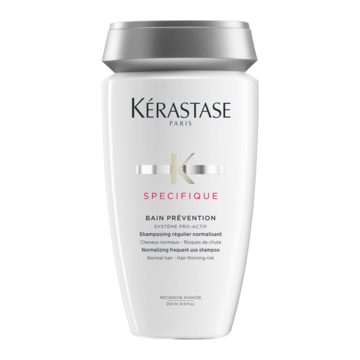 KÉRASTASE
PARIS
K
SPECIFIQUE
BAIN PRÉVENTION
SYSTÈME PRO-ACTIF
Shampooing régulier normalisant
Cheveux normaux - Risques de chute
Normalizing frequent use shampoo
Normal hair - Hair thinning risk
RECHERCHE AVANCÉE
250 ml 8.5 fl.oz